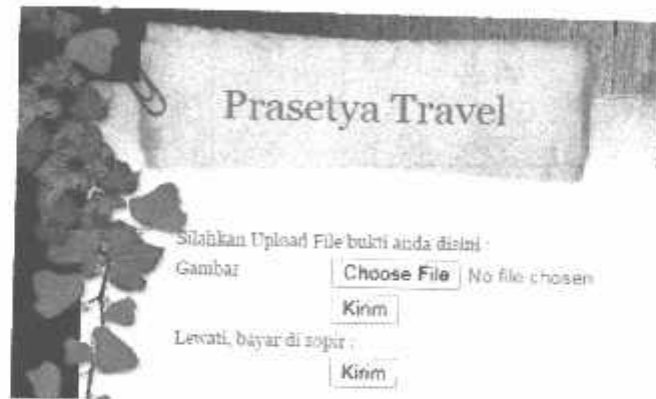 Prasetya Travel
Silahkan Upload File bukti anda disini :
Gambar Choose File No file chosen
Kirim
Lewati, bayar di sopir :
Kirim